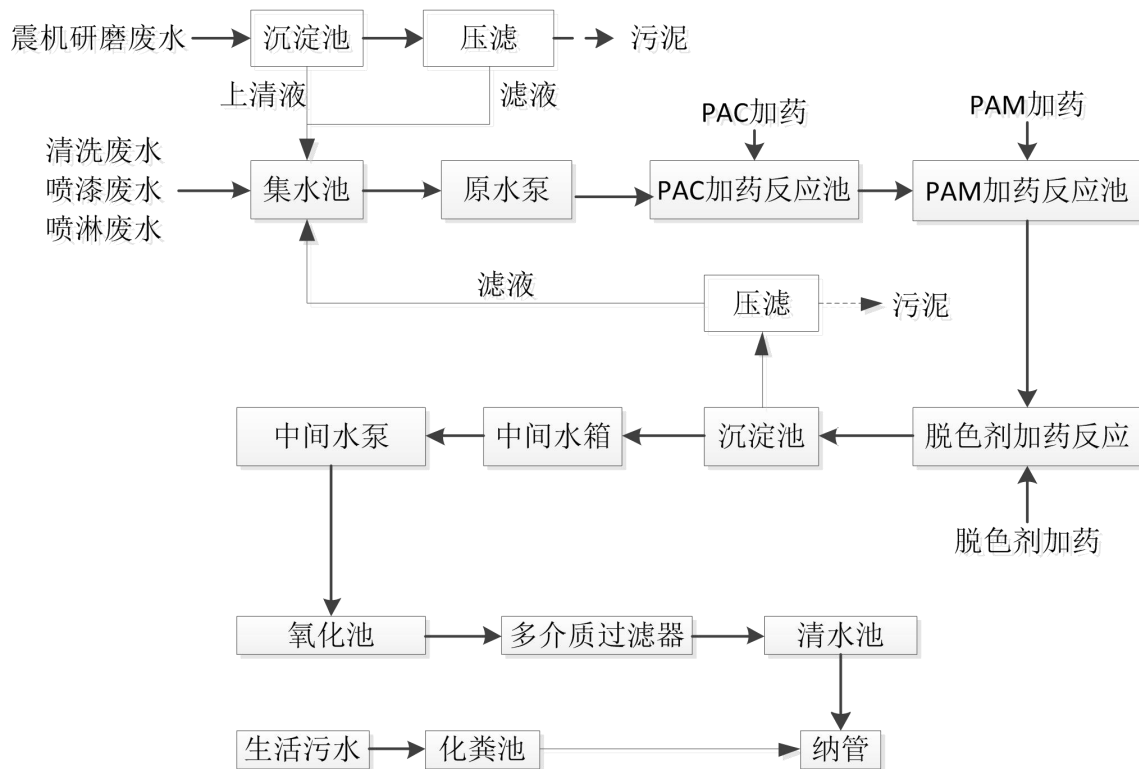 震机研磨废水
沉淀池
压滤
污泥
上清液
滤液
PAC加药
PAM加药
清洗废水
喷漆废水
喷淋废水
集水池
原水泵
PAC加药反应池
PAM加药反应池
滤液
压滤
污泥
中间水泵
中间水箱
沉淀池
脱色剂加药反应
脱色剂加药
氧化池
多介质过滤器
清水池
生活污水
化粪池
纳管